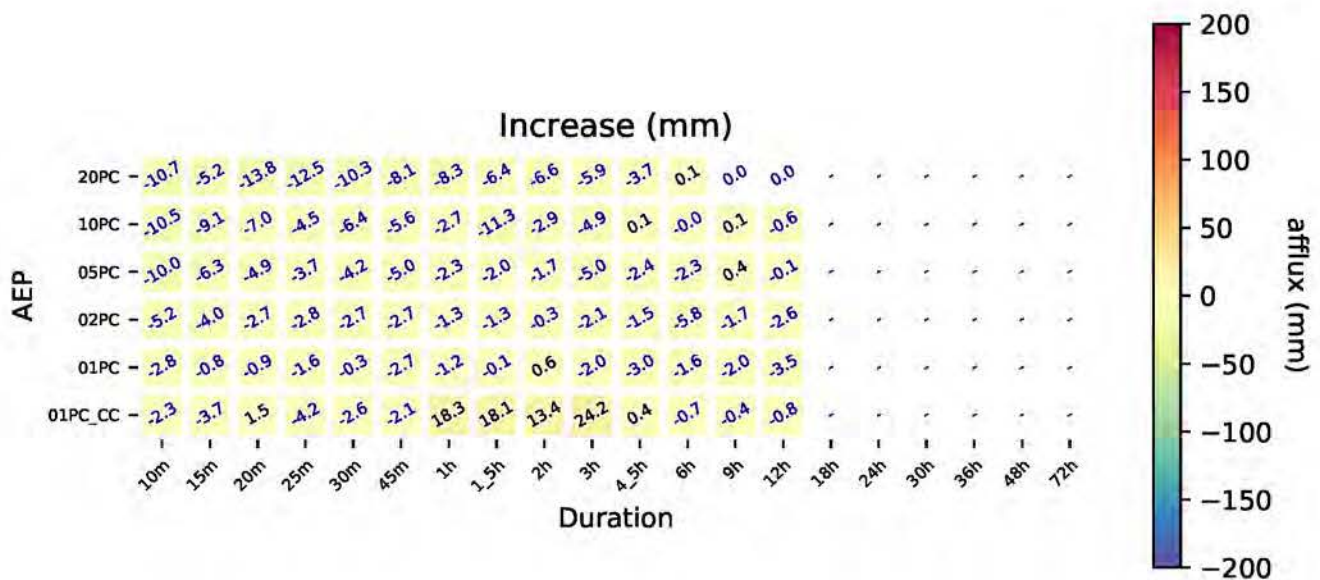 Increase (mm)
20PC -10.7 -5.2 -13.8 -12.5 -10.3 -8.1 -8.3 -6.4 -6.6 -5.9 -3.7 0.1 0.0 0.0 - - - - - -
10PC -10.5 -9.1 -7.0 -4.5 -6.4 -5.6 -2.7 -11.3 -2.9 -4.9 0.1 -0.0 0.1 -0.6 - - - - - -
05PC -10.0 -6.3 -4.9 -3.7 -4.2 -5.0 -2.3 -2.0 -1.7 -5.0 -2.4 -2.3 0.4 -0.1 - - - - - -
02PC -5.2 -4.0 -2.7 -2.8 -2.7 -2.7 -1.3 -1.3 -0.3 -2.1 -1.5 -5.8 -1.7 -2.6 - - - - - -
01PC -2.8 -0.8 -0.9 -1.6 -0.3 -2.7 -1.2 -0.1 0.6 -2.0 -3.0 -1.6 -2.0 -3.5 - - - - - -
01PC_CC -2.3 -3.7 1.5 -4.2 -2.6 -2.1 18.3 18.1 13.4 24.2 0.4 -0.7 -0.4 -0.8 - - - - - -
10m 15m 20m 25m 30m 45m 1h 1_5h 2h 3h 4_5h 6h 9h 12h 18h 24h 30h 36h 48h 72h
Duration
AEP
200
150
100
50
0
−50
−100
−150
−200
afflux (mm)